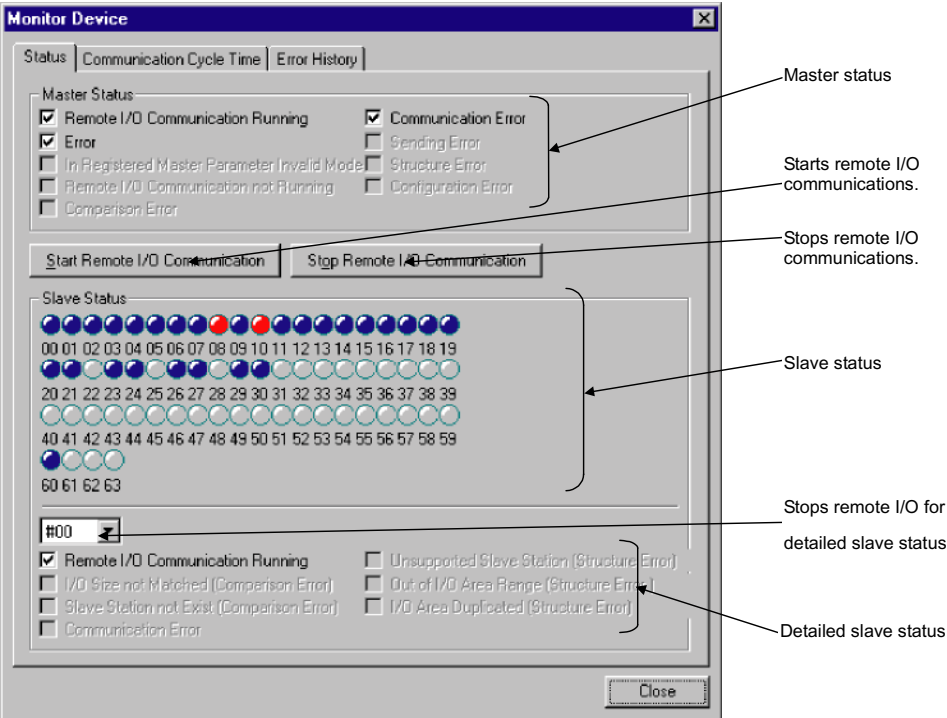 Monitor Device
Status Communication Cycle Time Error History
Master Status
Remote I/O Communication Running
Communication Error
Error
Sending Error
In Registered Master Parameter Invalid Mode
Structure Error
Remote I/O Communication not Running
Configuration Error
Comparison Error
Start Remote I/O Communication
Stop Remote I/O Communication
Slave Status
00 01 02 03 04 05 06 07 08 09 10 11 12 13 14 15 16 17 18 19
20 21 22 23 24 25 26 27 28 29 30 31 32 33 34 35 36 37 38 39
40 41 42 43 44 45 46 47 48 49 50 51 52 53 54 55 56 57 58 59
60 61 62 63
#00
Remote I/O Communication Running
Unsupported Slave Station (Structure Error)
I/O Size not Matched (Comparison Error)
Out of I/O Area Range (Structure Error)
Slave Station not Exist (Comparison Error)
I/O Area Duplicated (Structure Error)
Communication Error
Close
Master status
Starts remote I/O
communications.
Stops remote I/O
communications.
Slave status
Stops remote I/O for
detailed slave status
Detailed slave status